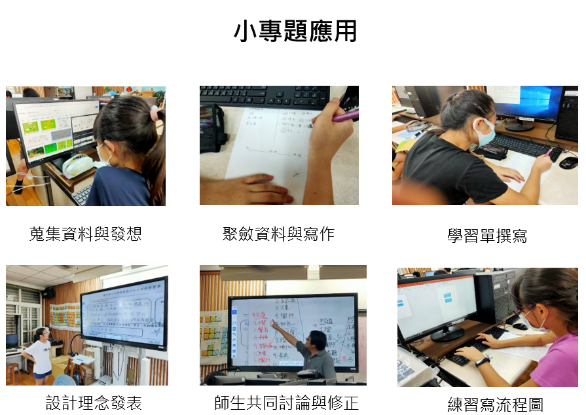 小專題應用
蒐集資料與發想
聚斂資料與寫作
學習單撰寫
設計理念發表
師生共同討論與修正
練習寫流程圖